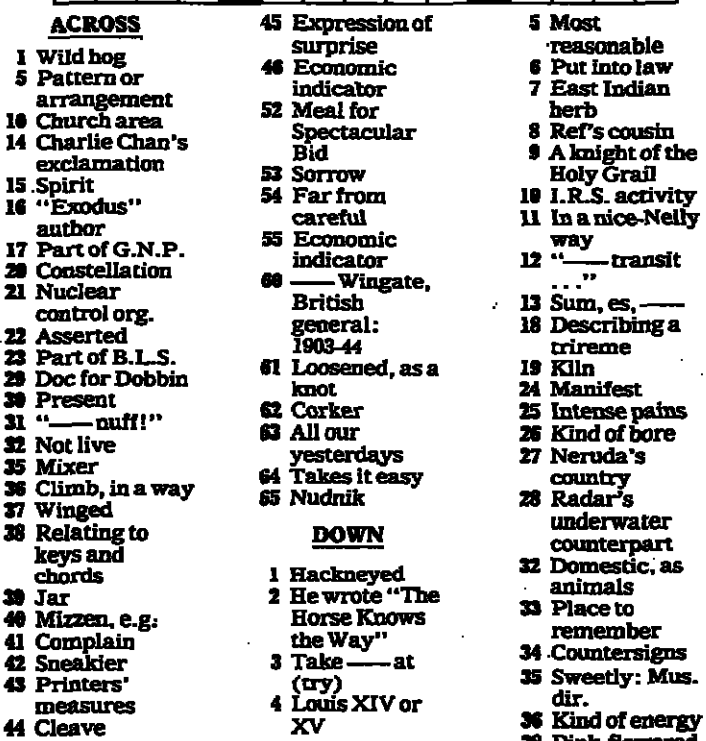 ACROSS
1 Wild hog
5 Pattern or
arrangement
10 Church area
14 Charlie Chan's
exclamation
15 Spirit
16 "Exodus"
author
17 Part of G.N.P.
20 Constellation
21 Nuclear
control org.
22 Asserted
23 Part of B.L.S.
29 Doc for Dobbin
30 Present
31 "—— nuff!"
32 Not live
35 Mixer
36 Climb, in a way
37 Winged
38 Relating to
keys and
chords
39 Jar
40 Mizzen, e.g.
41 Complain
42 Sneakier
43 Printers'
measures
44 Cleave
45 Expression of
surprise
46 Economic
indicator
52 Meal for
Spectacular
Bid
53 Sorrow
54 Far from
careful
55 Economic
indicator
60 —— Wingate,
British
general:
1903-44
61 Loosened, as a
knot
62 Corker
63 All our
yesterdays
64 Takes it easy
65 Nudnik
DOWN
1 Hackneyed
2 He wrote "The
Horse Knows
the Way"
3 Take —— at
(try)
4 Louis XIV or
XV
5 Most
reasonable
6 Put into law
7 East Indian
herb
8 Ref's cousin
9 A knight of the
Holy Grail
10 I.R.S. activity
11 In a nice-Nelly
way
12 "—— transit
. . ."
13 Sum, es, ——
18 Describing a
trireme
19 Kiln
24 Manifest
25 Intense pains
26 Kind of bore
27 Neruda's
country
28 Radar's
underwater
counterpart
32 Domestic, as
animals
33 Place to
remember
34 Countersigns
35 Sweetly: Mus.
dir.
36 Kind of energy